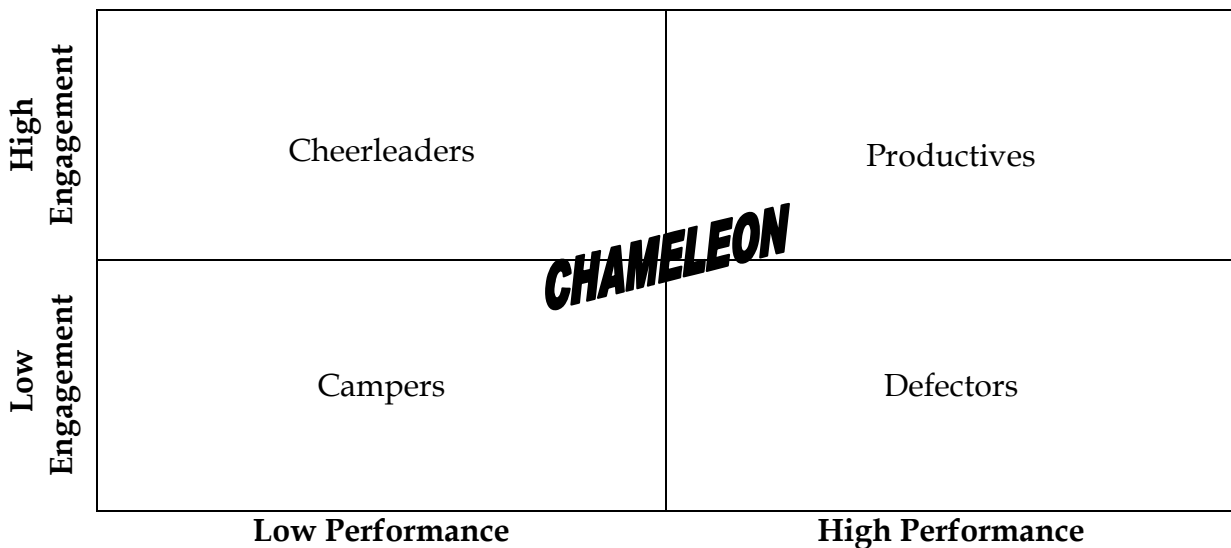 High
Engagement
Cheerleaders
Productives
CHAMELEON
Low
Engagement
Campers
Defectors
Low Performance
High Performance